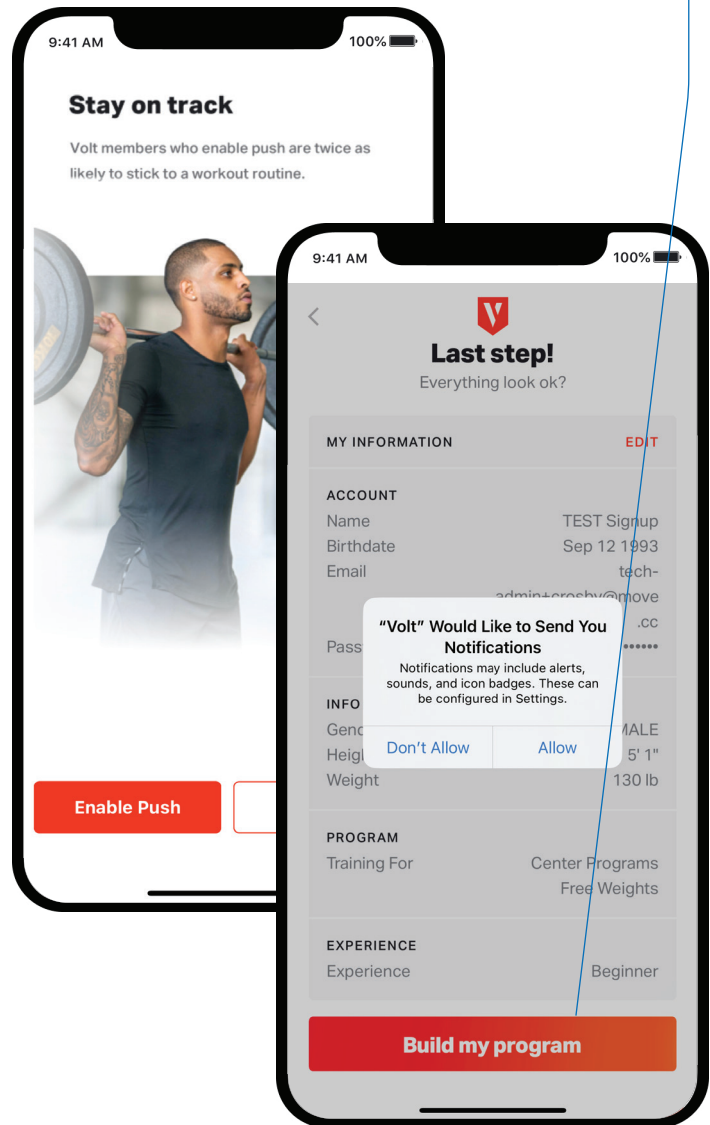 9:41 AM
100%
Stay on track
Volt members who enable push are twice as
likely to stick to a workout routine.
Enable Push
9:41 AM
100%
V
Last step!
Everything look ok?
MY INFORMATION
EDIT
ACCOUNT
Name
TEST Signup
Birthdate
Sep 12 1993
Email
tech-
admin+crosby@move
.cc
Pass
••••••
“Volt” Would Like to Send You
Notifications
Notifications may include alerts,
sounds, and icon badges. These can
be configured in Settings.
Don’t Allow
Allow
INFO
Gend
MALE
Heig
5' 1"
Weight
130 lb
PROGRAM
Training For
Center Programs
Free Weights
EXPERIENCE
Experience
Beginner
Build my program